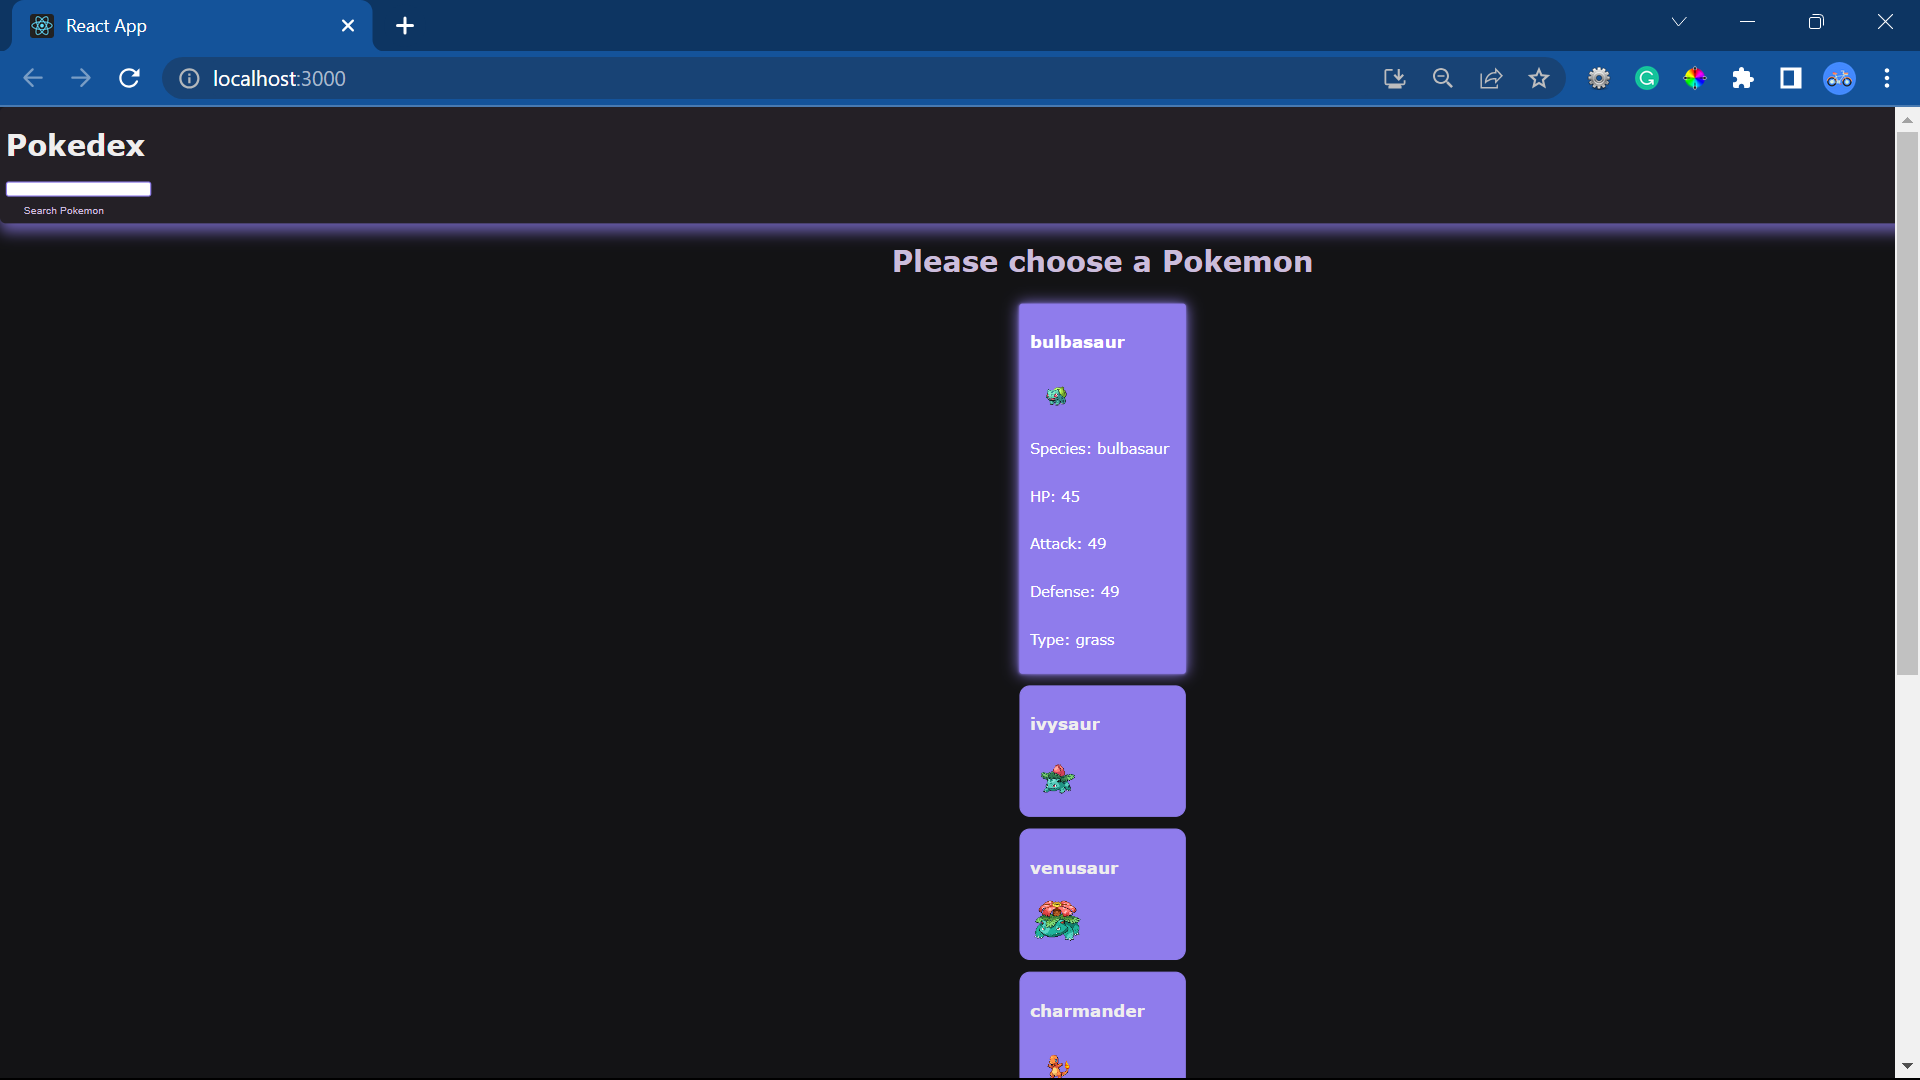 React App
localhost:3000
Pokedex
Search Pokemon
Please choose a Pokemon
bulbasaur
Species: bulbasaur
HP: 45
Attack: 49
Defense: 49
Type: grass
ivysaur
venusaur
charmander